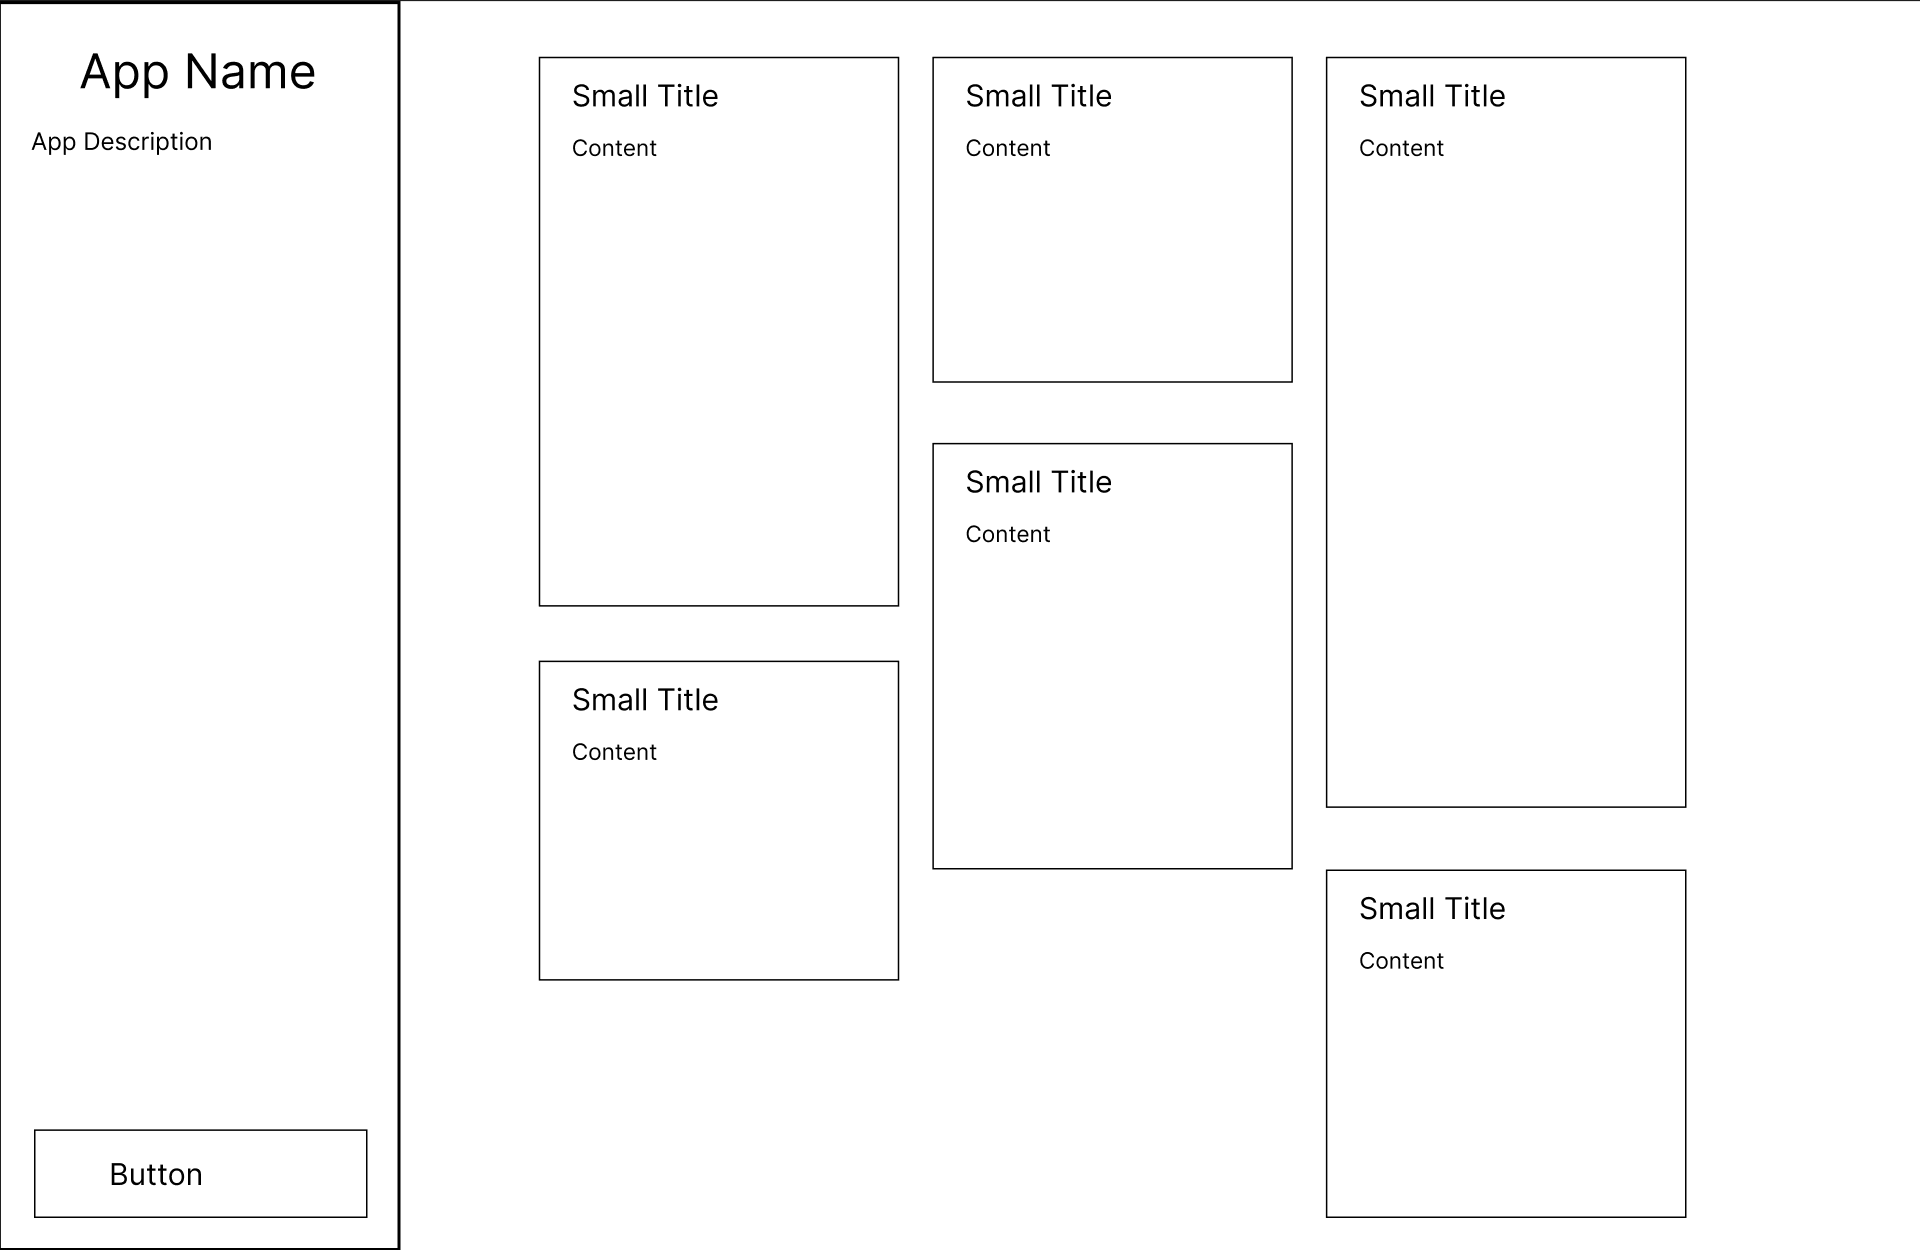 App Name
App Description
Button
Small Title
Content
Small Title
Content
Small Title
Content
Small Title
Content
Small Title
Content
Small Title
Content